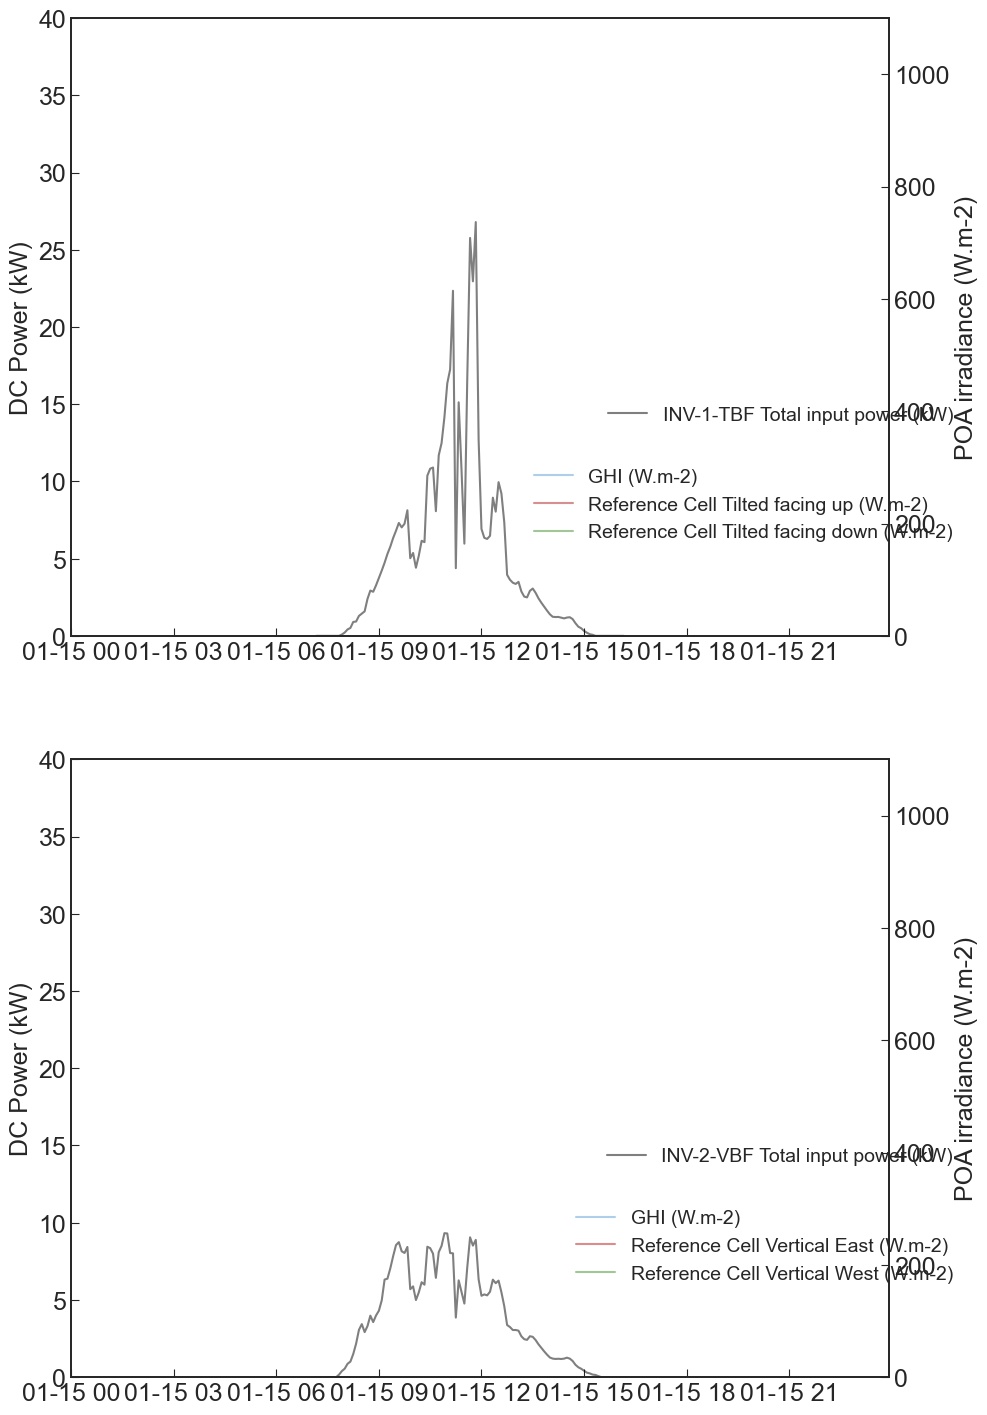 40
35
30
25
20
15
10
5
0
DC Power (kW)
1000
800
600
400
200
0
POA irradiance (W.m-2)
INV-1-TBF Total input power (kW)
GHI (W.m-2)
Reference Cell Tilted facing up (W.m-2)
Reference Cell Tilted facing down (W.m-2)
01-15 00 01-15 03 01-15 06 01-15 09 01-15 12 01-15 15 01-15 18 01-15 21
40
35
30
25
20
15
10
5
0
DC Power (kW)
1000
800
600
400
200
0
POA irradiance (W.m-2)
INV-2-VBF Total input power (kW)
GHI (W.m-2)
Reference Cell Vertical East (W.m-2)
Reference Cell Vertical West (W.m-2)
01-15 00 01-15 03 01-15 06 01-15 09 01-15 12 01-15 15 01-15 18 01-15 21